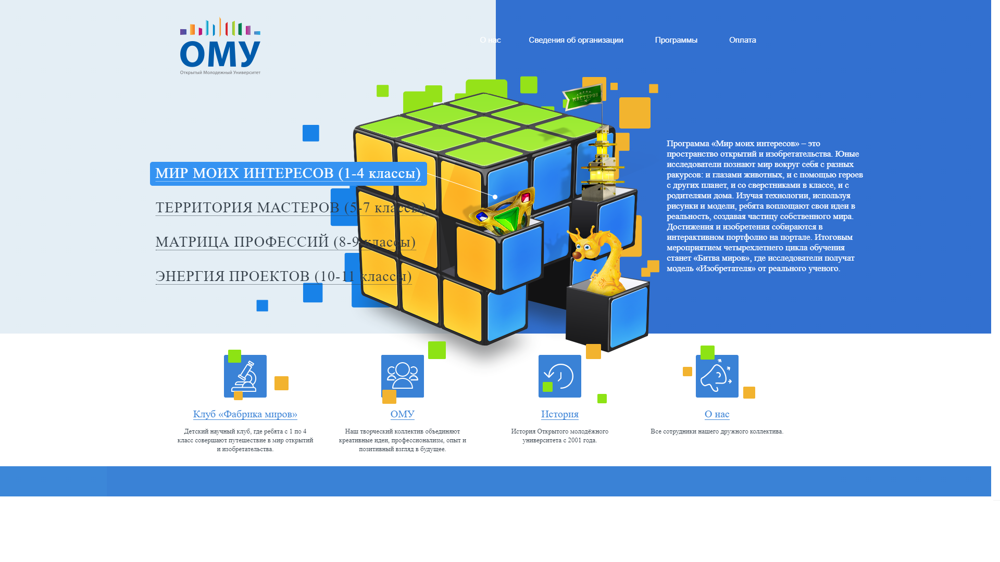 ОМУ
Открытый Молодежный Университет
О нас
Сведения об организации
Программы
Оплата
ГОРОД
МАСТЕРОВ
МИР МОИХ ИНТЕРЕСОВ (1-4 классы)
ТЕРРИТОРИЯ МАСТЕРОВ (5-7 классы)
МАТРИЦА ПРОФЕССИЙ (8-9 классы)
ЭНЕРГИЯ ПРОЕКТОВ (10-11 классы)
Программа «Мир моих интересов» – это
пространство открытий и изобретательства. Юные
исследователи познают мир вокруг себя с разных
ракурсов: и глазами животных, и с помощью героев
с других планет, и со сверстниками в классе, и с
родителями дома. Изучая технологии, используя
рисунки и модели, ребята воплощают свои идеи в
реальность, создавая частицу собственного мира.
Достижения и изобретения собираются в
интерактивном портфолио на портале. Итоговым
мероприятием четырехлетнего цикла обучения
станет «Битва миров», где исследователи получат
модель «Изобретателя» от реального ученого.
Клуб «Фабрика миров»
Детский научный клуб, где ребята с 1 по 4
класс совершают путешествие в мир открытий
и изобретательства.
ОМУ
Наш творческий коллектив объединяют
креативные идеи, профессионализм, опыт и
позитивный взгляд в будущее.
История
История Открытого молодёжного
университета с 2001 года.
О нас
Все сотрудники нашего дружного коллектива.